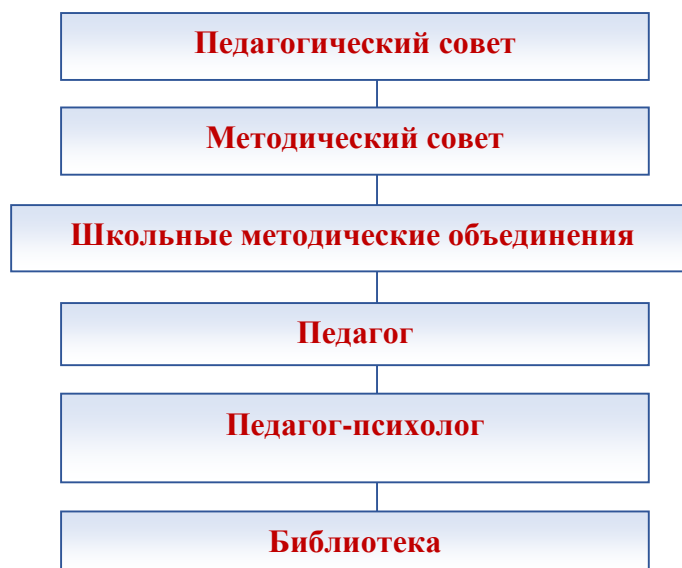 Педагогический совет
Методический совет
Школьные методические объединения
Педагог
Педагог-психолог
Библиотека